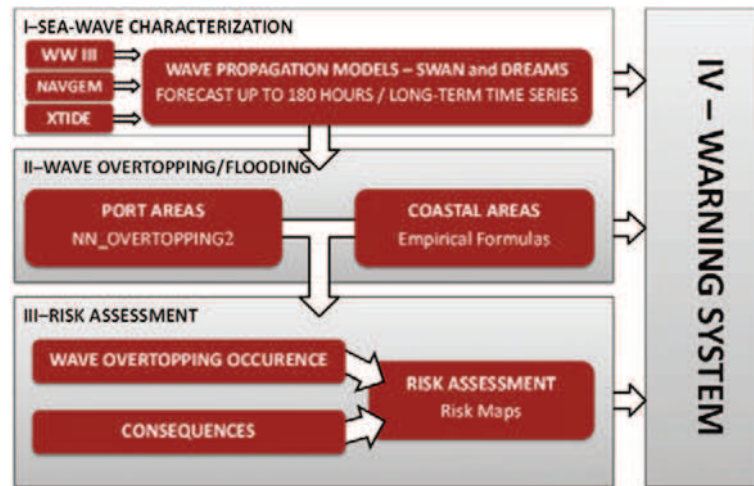 I–SEA-WAVE CHARACTERIZATION
WW III
NAVGEM
XTIDE
WAVE PROPAGATION MODELS – SWAN and DREAMS
FORECAST UP TO 180 HOURS / LONG-TERM TIME SERIES
II–WAVE OVERTOPPING/FLOODING
PORT AREAS
NN_OVERTOPPING2
COASTAL AREAS
Empirical Formulas
III–RISK ASSESSMENT
WAVE OVERTOPPING OCCURENCE
CONSEQUENCES
RISK ASSESSMENT
Risk Maps
IV – WARNING SYSTEM